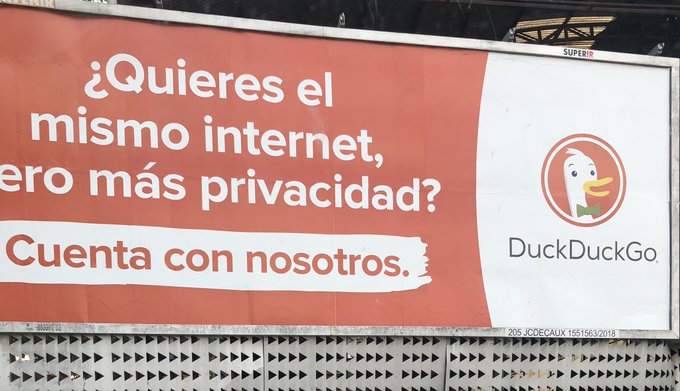 SUPERIR
¿Quieres el
mismo internet,
ero más privacidad?
Cuenta con nosotros.
DuckDuckGo
205 JCDECAUX 1551563/2018